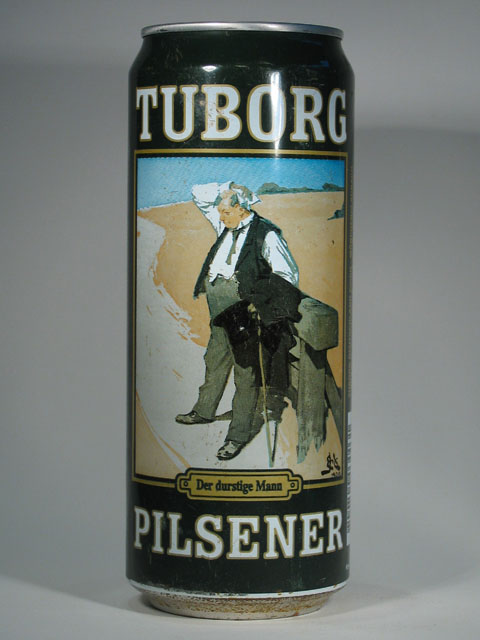 TUBORG
Der durstige Mann
PILSENER